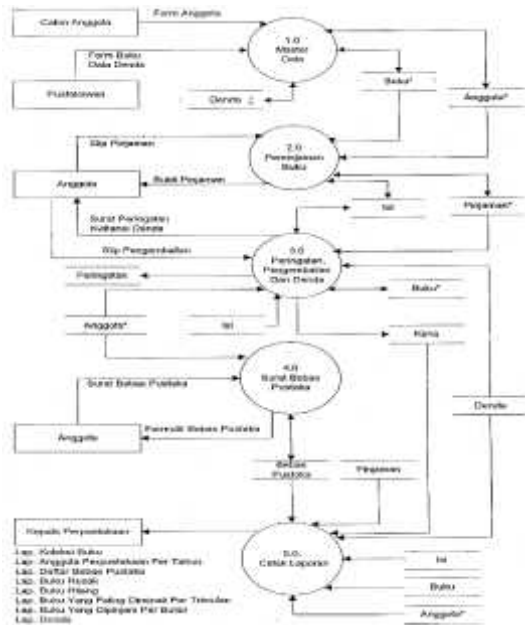 Calon Anggota
Form Anggota
1.0
Master
Data
Form Buku
Data Denda
Pustakawan
Denda
Buku*
Anggota*
Slip Pinjaman
2.0
Peminjaman
Buku
Anggota
Bukti Pinjaman
Surat Peringatan
Kwitansi Denda
Isi
Pinjaman*
Slip Pengembalian
3.0
Peringatan,
Pengembalian
Dan Denda
Peringatan
Buku*
Anggota*
Isi
4.0
Surat Bebas
Pustaka
Surat Bebas Pustaka
Denda
Anggota
Formulir Bebas Pustaka
Bebas
Pustaka
Pinjaman
Kepala Perpustakaan
5.0.
Cetak Laporan
Lap. Koleksi Buku
Lap. Anggota Perpustakaan Per Tahun
Lap. Daftar Bebas Pustaka
Lap. Buku Rusak
Lap. Buku Hilang
Lap. Buku Yang Paling Diminati Per Triwulan
Lap. Buku Yang Dipinjam Per Bulan
Lap. Denda
Isi
Buku
Anggota*